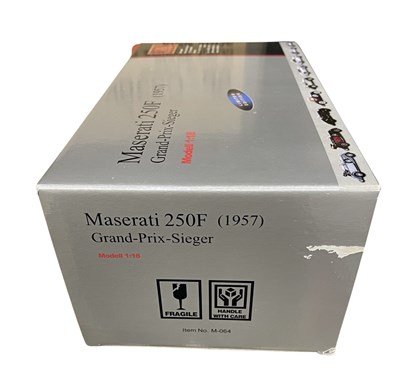 Maserati 250F (1957)
Grand-Prix-Sieger
Modell 1:18
Maserati 250F (1957)
Grand-Prix-Sieger
Modell 1/18
FRAGILE
HANDLE
WITH CARE
Item No. M-064